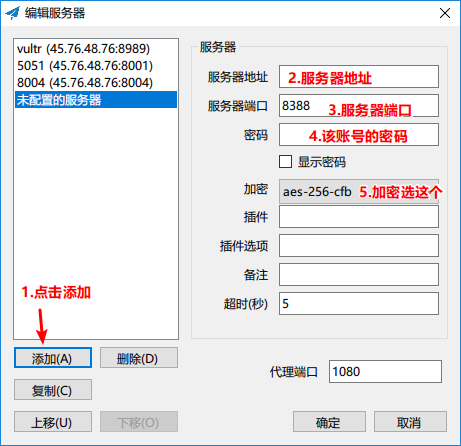 编辑服务器
vultr (45.76.48.76:8989)
5051 (45.76.48.76:8001)
8004 (45.76.48.76:8004)
未配置的服务器
1.点击添加
添加(A) 删除(D)
复制(C)
上移(U) 下移(O)
服务器
服务器地址 2.服务器地址
服务器端口 8388 3.服务器端口
密码 4.该账号的密码
显示密码
加密 aes-256-cfb 5.加密选这个
插件
插件选项
备注
超时(秒) 5
代理端口 1080
确定 取消